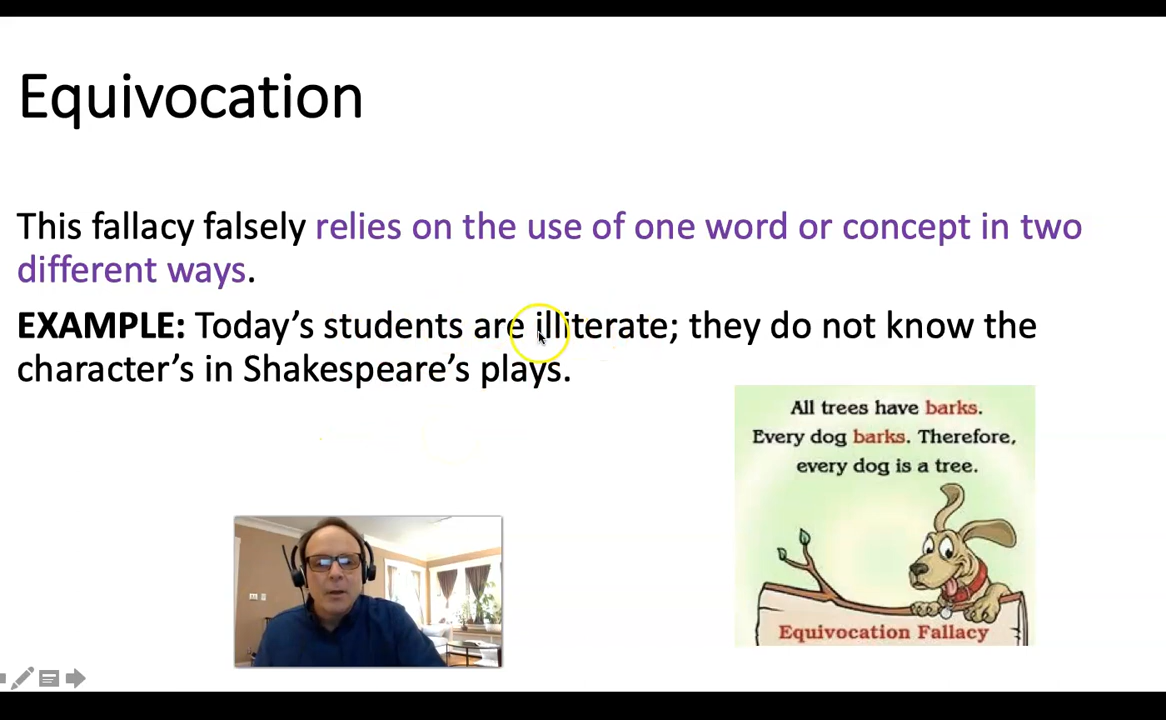 Equivocation
This fallacy falsely relies on the use of one word or concept in two
different ways.
EXAMPLE: Today’s students are illiterate; they do not know the
character’s in Shakespeare’s plays.
All trees have barks.
Every dog barks. Therefore,
every dog is a tree.
Equivocation Fallacy